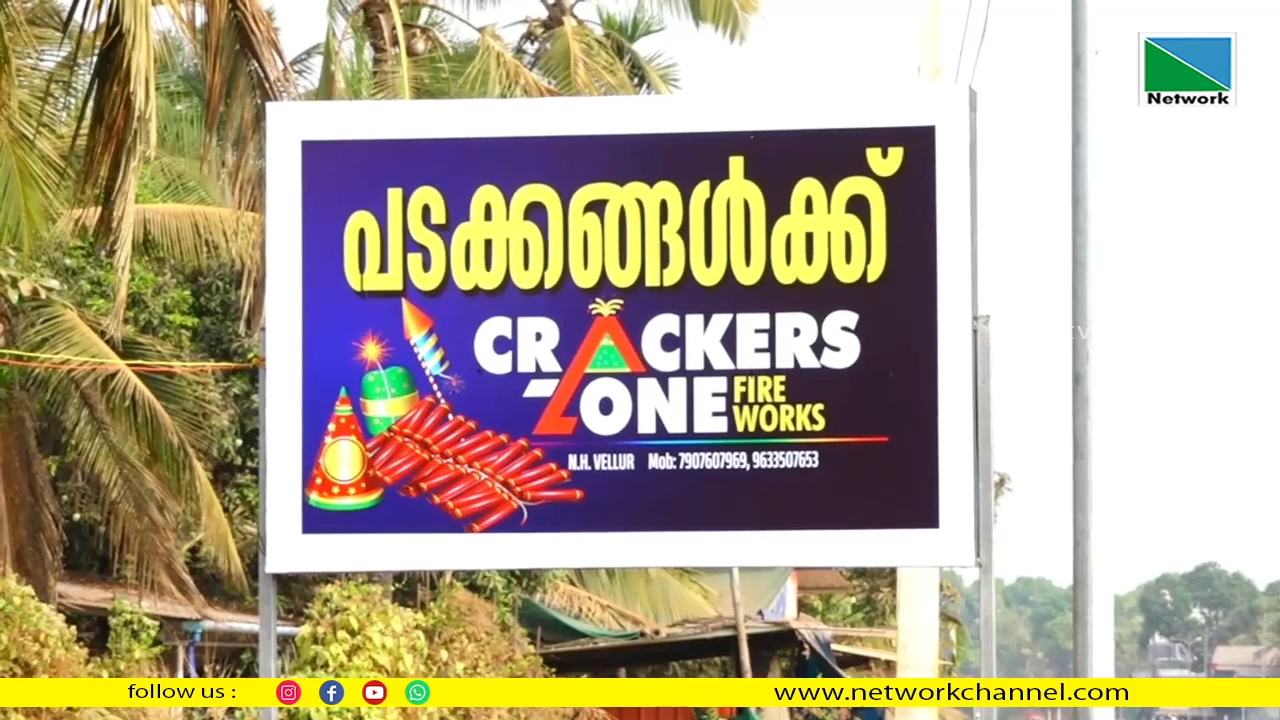 Network
പടക്കങ്ങൾക്ക്
CRACKERS
ZONE FIRE WORKS
N.H. VELLUR Mob: 7907607969, 9633507653
follow us : www.networkchannel.com